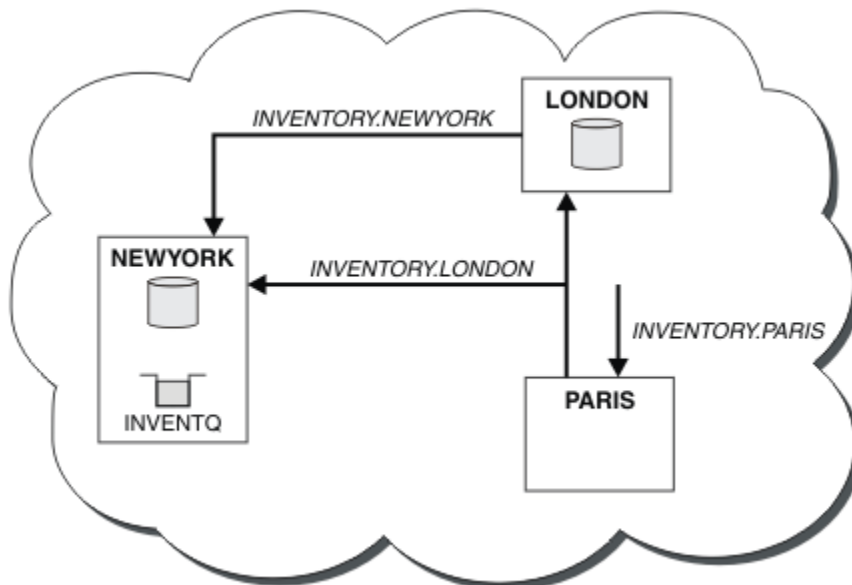 LONDON
INVENTORY.NEWYORK
NEWYORK
INVENTORY.LONDON
INVENTORY.PARIS
PARIS
INVENTQ